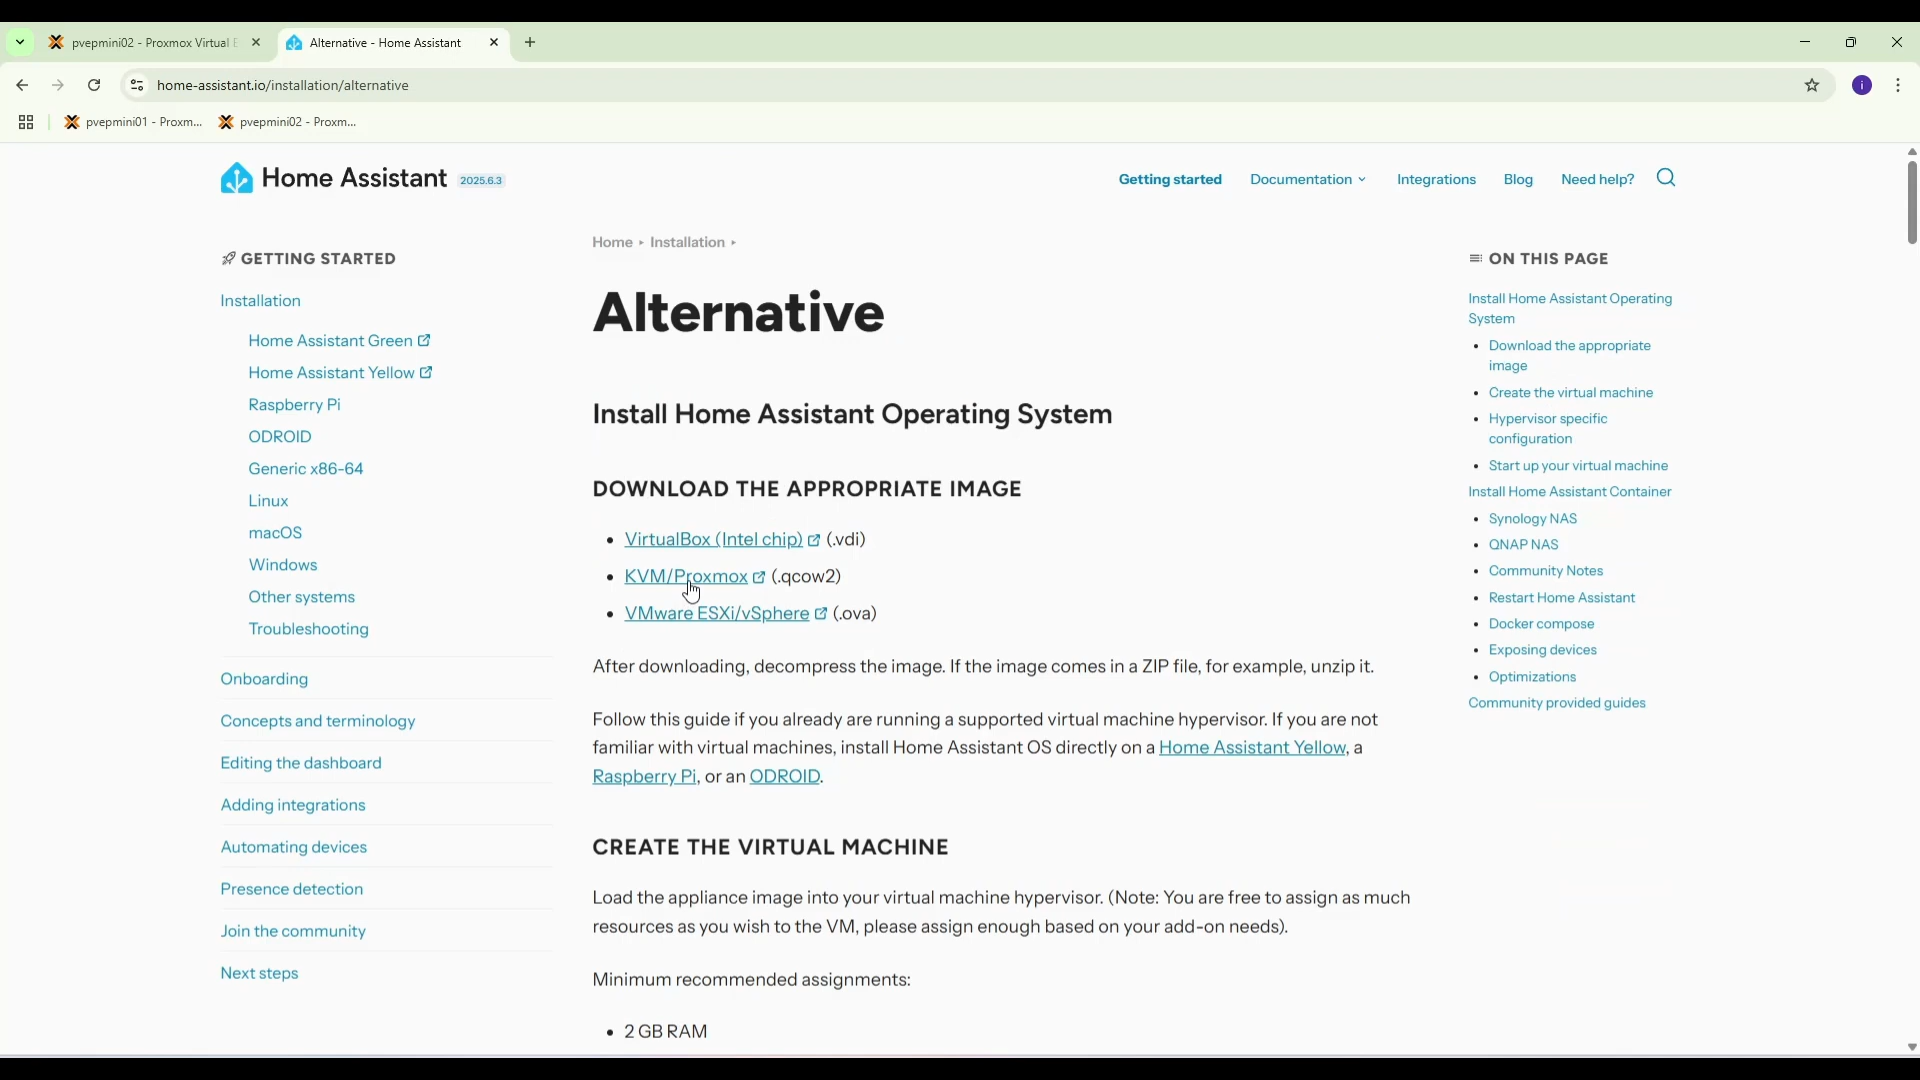 pvepmini02 - Proxmox Virtual E
Alternative - Home Assistant
home-assistant.io/installation/alternative
i
pvepmini01 - Proxm...
pvepmini02 - Proxm...
Home Assistant 2025.6.3
Getting started
Documentation
Integrations
Blog
Need help?
GETTING STARTED
Installation
Home Assistant Green
Home Assistant Yellow
Raspberry Pi
ODROID
Generic x86-64
Linux
macOS
Windows
Other systems
Troubleshooting
Onboarding
Concepts and terminology
Editing the dashboard
Adding integrations
Automating devices
Presence detection
Join the community
Next steps
Home ▸ Installation ▸
Alternative
Install Home Assistant Operating System
DOWNLOAD THE APPROPRIATE IMAGE
• VirtualBox (Intel chip) (.vdi)
• KVM/Proxmox (.qcow2)
• VMware ESXi/vSphere (.ova)
After downloading, decompress the image. If the image comes in a ZIP file, for example, unzip it.
Follow this guide if you already are running a supported virtual machine hypervisor. If you are not
familiar with virtual machines, install Home Assistant OS directly on a Home Assistant Yellow, a
Raspberry Pi, or an ODROID.
CREATE THE VIRTUAL MACHINE
Load the appliance image into your virtual machine hypervisor. (Note: You are free to assign as much
resources as you wish to the VM, please assign enough based on your add-on needs).
Minimum recommended assignments:
• 2 GB RAM
ON THIS PAGE
Install Home Assistant Operating
System
• Download the appropriate
image
• Create the virtual machine
• Hypervisor specific
configuration
• Start up your virtual machine
Install Home Assistant Container
• Synology NAS
• QNAP NAS
• Community Notes
• Restart Home Assistant
• Docker compose
• Exposing devices
• Optimizations
Community provided guides